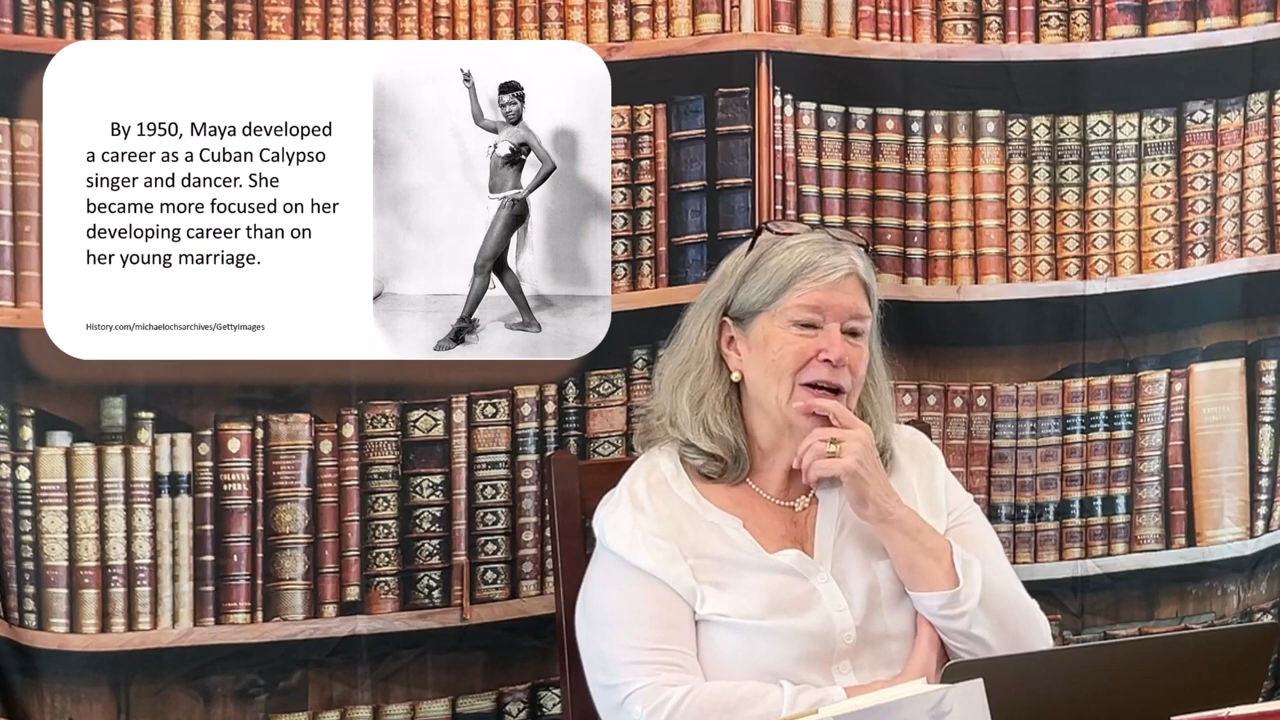 By 1950, Maya developed
a career as a Cuban Calypso
singer and dancer. She
became more focused on her
developing career than on
her young marriage.
History.com/michaelochsarchives/GettyImages